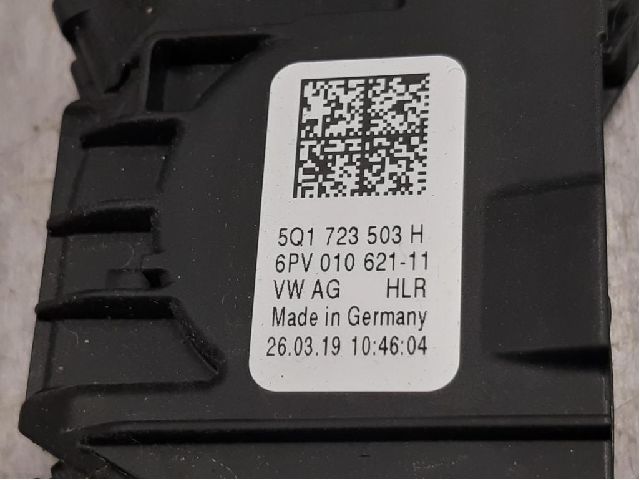 5Q1 723 503 H
6PV 010 621-11
VW AG HLR
Made in Germany
26.03.19 10:46:04